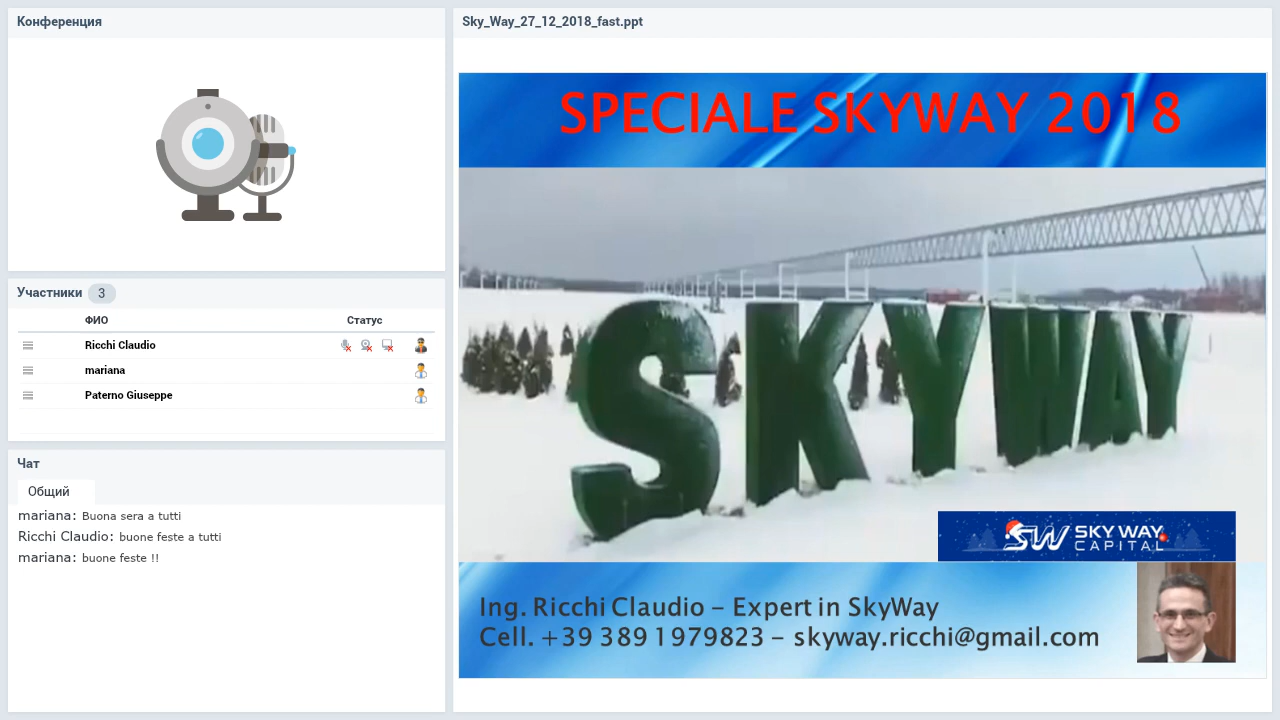 Конференция
Участники 3
ФИО Статус
Ricchi Claudio
mariana
Paterno Giuseppe
Чат
Общий
mariana: Buona sera a tutti
Ricchi Claudio: buone feste a tutti
mariana: buone feste !!
Sky_Way_27_12_2018_fast.ppt
SPECIALE SKYWAY 2018
SKYWAY
SW SKY WAY
CAPITAL
Ing. Ricchi Claudio – Expert in SkyWay
Cell. +39 389 1979823 – skyway.ricchi@gmail.com